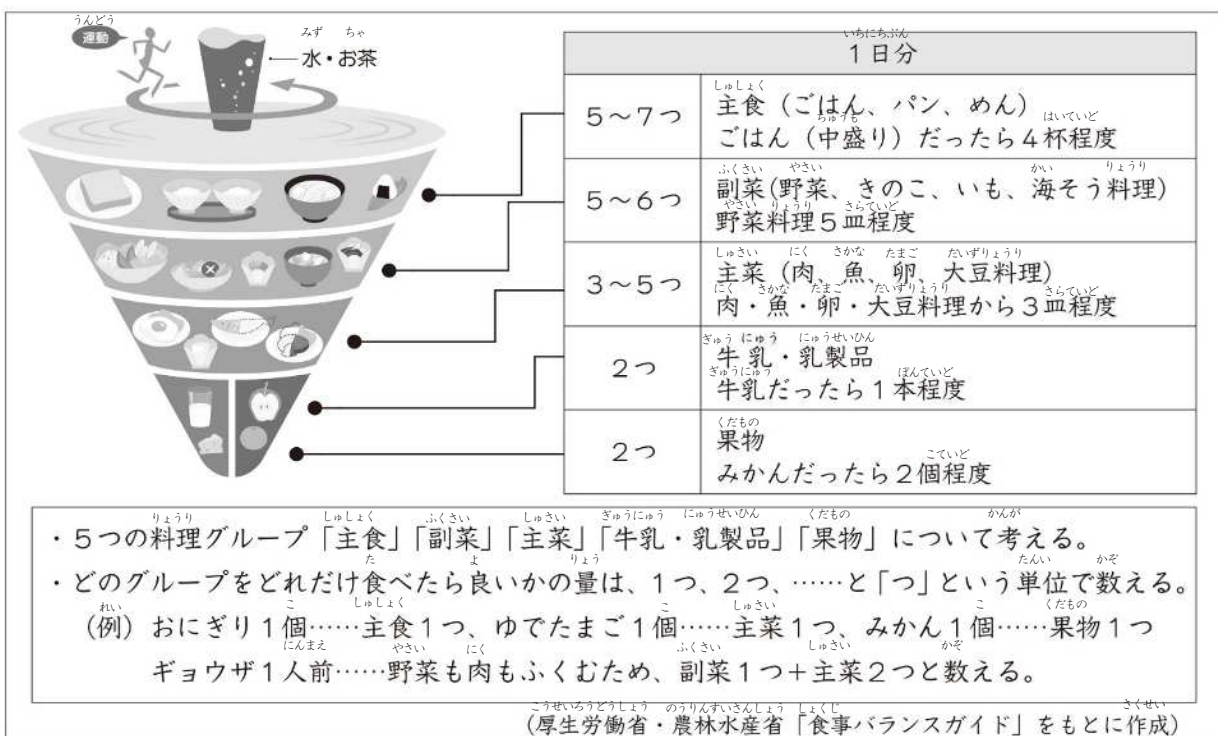 運動
水・お茶
1日分
5～7つ
主食（ごはん、パン、めん）
ごはん（中盛り）だったら4杯程度
5～6つ
副菜（野菜、きのこ、いも、海そう料理）
野菜料理5皿程度
3～5つ
主菜（肉、魚、卵、大豆料理）
肉・魚・卵・大豆料理から3皿程度
2つ
牛乳・乳製品
牛乳だったら1本程度
2つ
果物
みかんだったら2個程度
・5つの料理グループ「主食」「副菜」「主菜」「牛乳・乳製品」「果物」について考える。
・どのグループをどれだけ食べたら良いかの量は、1つ、2つ、……と「つ」という単位で数える。
（例）おにぎり1個……主食1つ、ゆでたまご1個……主菜1つ、みかん1個……果物1つ
ギョウザ1人前……野菜も肉もふくむため、副菜1つ＋主菜2つと数える。
（厚生労働省・農林水産省「食事バランスガイド」をもとに作成）